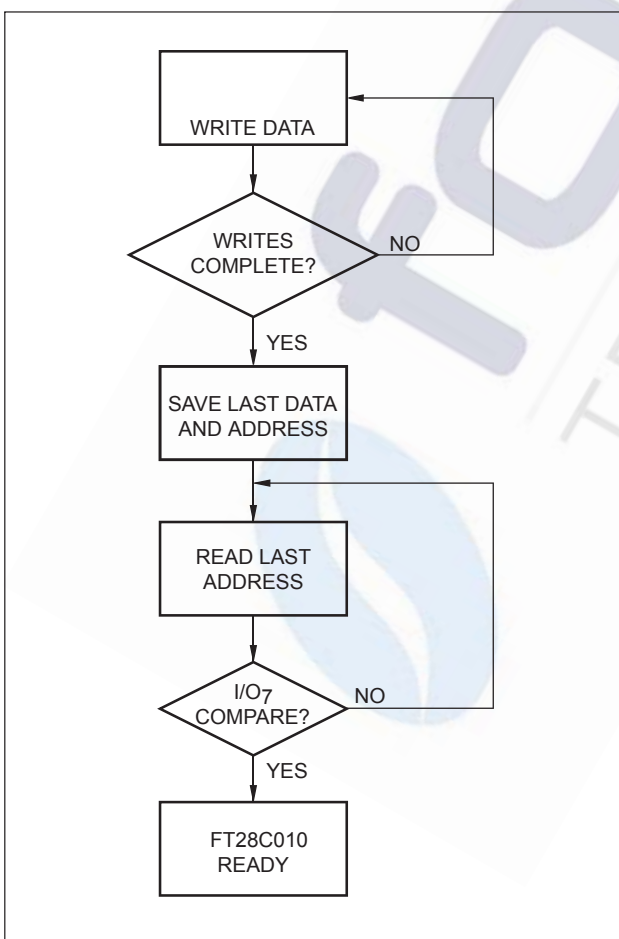 WRITE DATA
WRITES
COMPLETE?
NO
YES
SAVE LAST DATA
AND ADDRESS
READ LAST
ADDRESS
I/O7
COMPARE?
NO
YES
FT28C010
READY